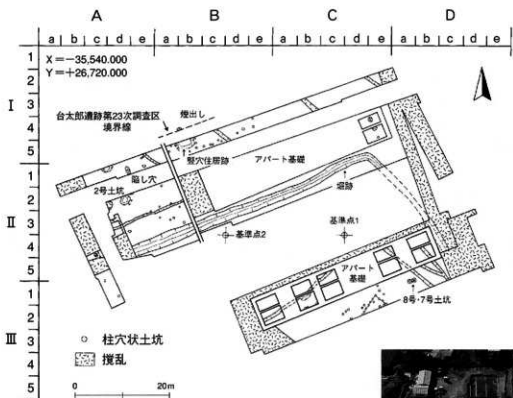 A B C D
a b c d e a b c d e a b c d e a b c d e
X=-35,540.000
Y=+26,720.000
I
1
2
3
4
5
II
1
2
3
4
5
III
1
2
3
4
5
台太郎遺跡第23次調査区
境界線
煙出し
竪穴住居跡
アパート基礎
陥し穴
2号土坑
堀跡
基準点2
基準点1
アパート
基礎
8号・7号土坑
柱穴状土坑
撹乱
0 20m